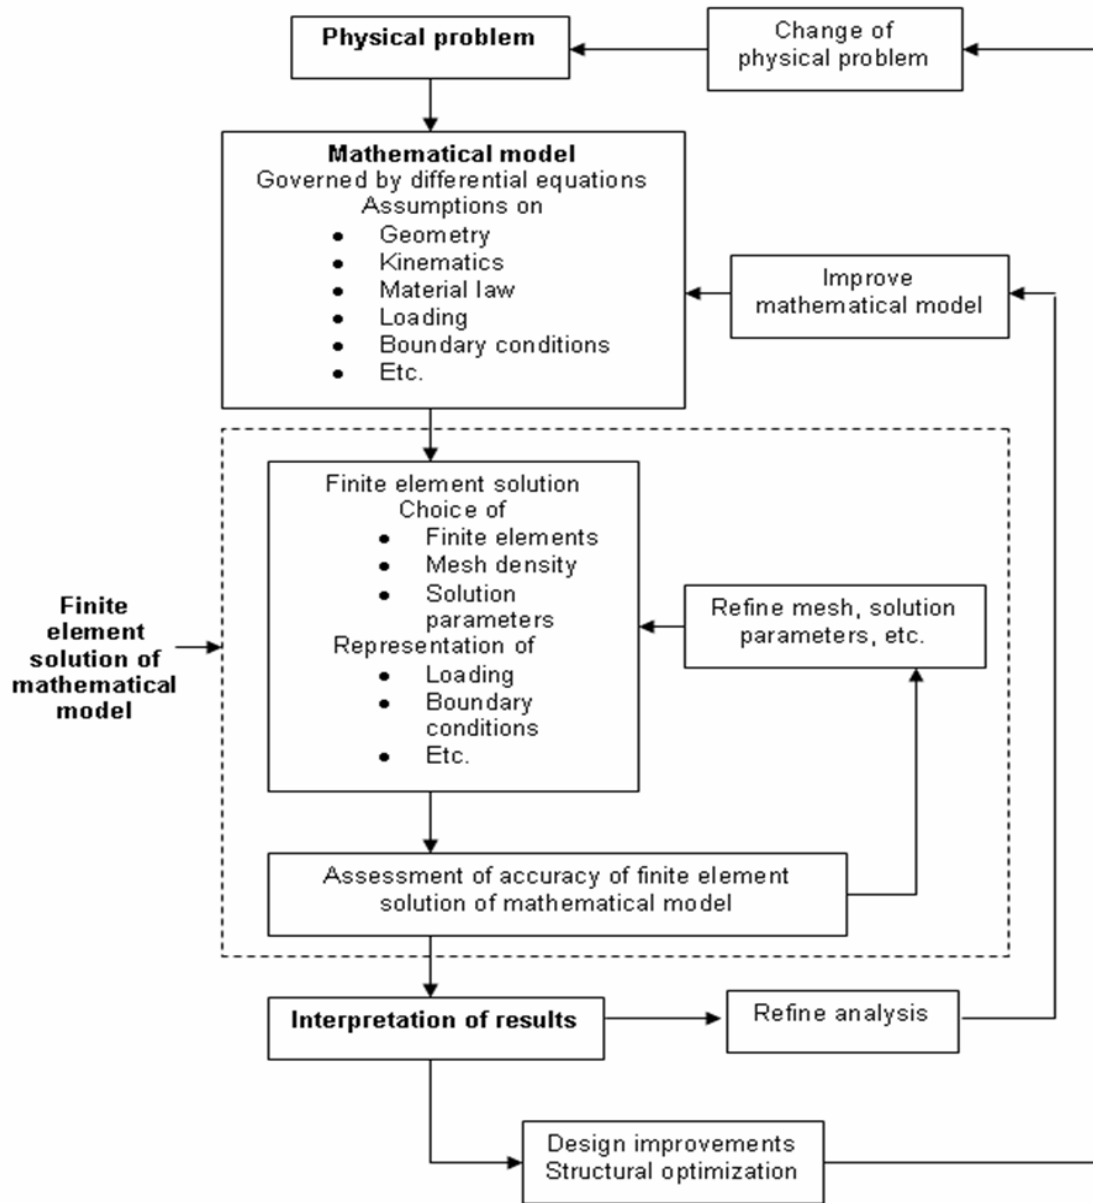 Physical problem
Change of
physical problem
Mathematical model
Governed by differential equations
Assumptions on
● Geometry
● Kinematics
● Material law
● Loading
● Boundary conditions
● Etc.
Improve
mathematical model
Finite element solution
Choice of
● Finite elements
● Mesh density
● Solution
parameters
Representation of
● Loading
● Boundary
conditions
● Etc.
Refine mesh, solution
parameters, etc.
Finite
element
solution of
mathematical
model
Assessment of accuracy of finite element
solution of mathematical model
Interpretation of results
Refine analysis
Design improvements
Structural optimization